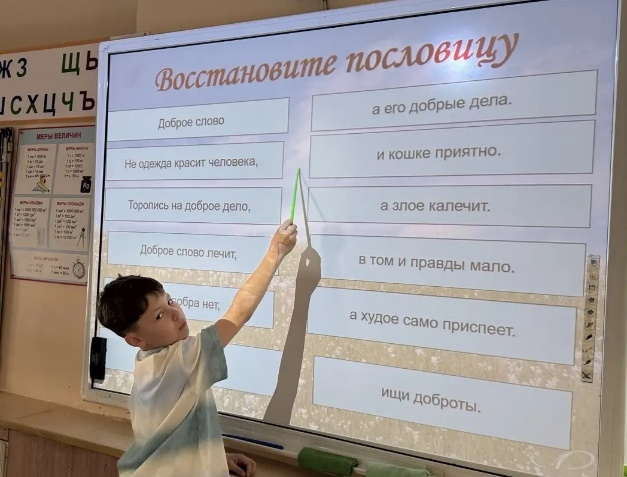 Ж З Щ Ь
С Х Ц Ч Ъ
МЕРЫ ВЕЛИЧИН
Восстановите пословицу
Доброе слово
а его добрые дела.
Не одежда красит человека,
и кошке приятно.
Торопись на доброе дело,
а злое калечит.
Доброе слово лечит,
в том и правды мало.
добра нет,
а худое само приспеет.
ищи доброты.